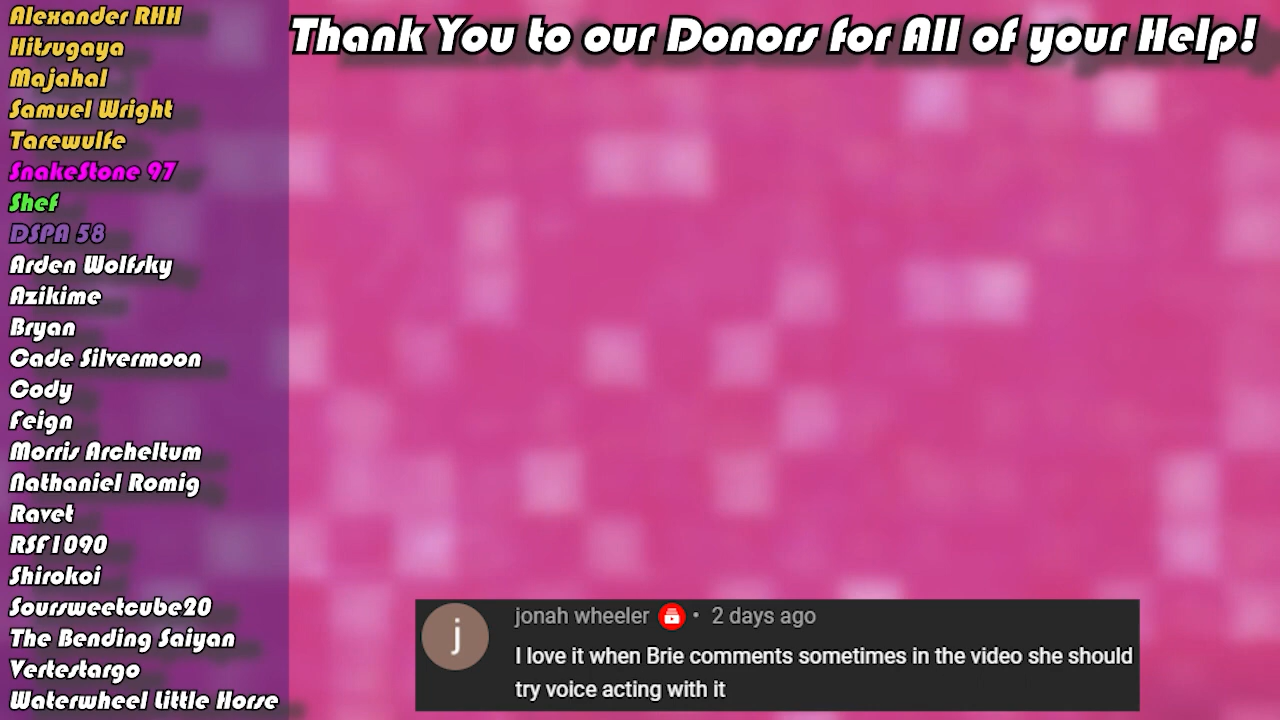 Thank You to our Donors for All of your Help!
Alexander RHH
Hitsugaya
Majahal
Samuel Wright
Tarewulfe
SnakeStone 97
Shef
DSPA 58
Arden Wolfsky
Azikime
Bryan
Cade Silvermoon
Cody
Feign
Morris Archeltum
Nathaniel Romig
Ravet
RSF1090
Shirokoi
Soursweetcube20
The Bending Saiyan
Vertestargo
Waterwheel Little Horse
j
jonah wheeler • 2 days ago
I love it when Brie comments sometimes in the video she should
try voice acting with it